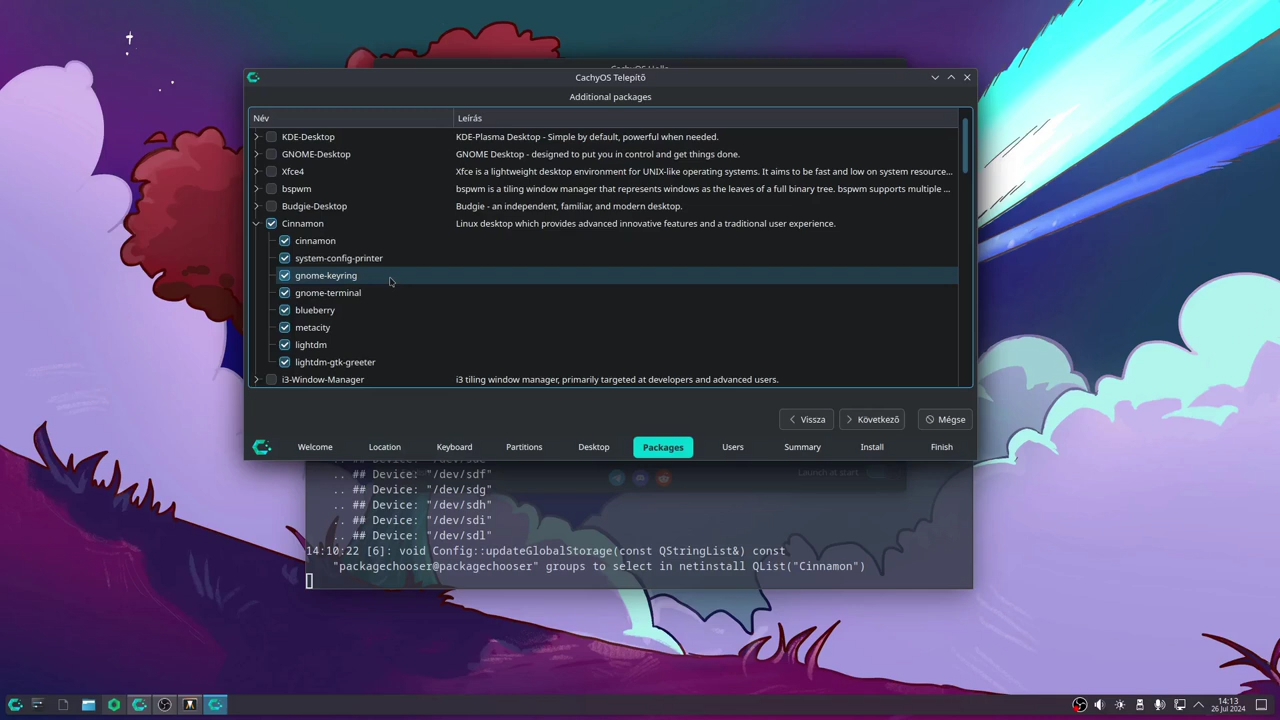 CachyOS Hello
CachyOS Telepítő
Additional packages
Név Leírás
KDE-Desktop KDE-Plasma Desktop - Simple by default, powerful when needed.
GNOME-Desktop GNOME Desktop - designed to put you in control and get things done.
Xfce4 Xfce is a lightweight desktop environment for UNIX-like operating systems. It aims to be fast and low on system resource...
bspwm bspwm is a tiling window manager that represents windows as the leaves of a full binary tree. bspwm supports multiple ...
Budgie-Desktop Budgie - an independent, familiar, and modern desktop.
Cinnamon Linux desktop which provides advanced innovative features and a traditional user experience.
cinnamon
system-config-printer
gnome-keyring
gnome-terminal
blueberry
metacity
lightdm
lightdm-gtk-greeter
i3-Window-Manager i3 tiling window manager, primarily targeted at developers and advanced users.
Vissza Következő Mégse
Welcome Location Keyboard Partitions Desktop Packages Users Summary Install Finish
.. ## Device: "/dev/sdf"
Launch at start
.. ## Device: "/dev/sdg"
.. ## Device: "/dev/sdh"
.. ## Device: "/dev/sdi"
.. ## Device: "/dev/sdl"
14:10:22 [6]: void Config::updateGlobalStorage(const QStringList&) const
"packagechooser@packagechooser" groups to select in netinstall QList("Cinnamon")
14:13
26 Jul 2024